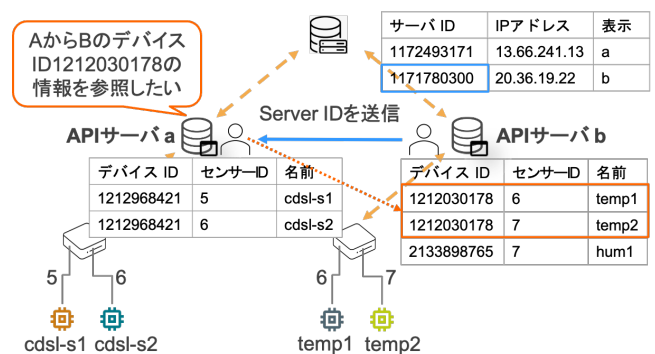 AからBのデバイス
ID1212030178の
情報を参照したい
サーバ ID IPアドレス 表示
1172493171 13.66.241.13 a
1171780300 20.36.19.22 b
Server IDを送信
APIサーバ a
APIサーバ b
デバイス ID センサーID 名前
1212968421 5 cdsl-s1
1212968421 6 cdsl-s2
デバイス ID センサーID 名前
1212030178 6 temp1
1212030178 7 temp2
2133898765 7 hum1
5 6
6 7
cdsl-s1 cdsl-s2
temp1 temp2